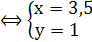 ⇔{x = 3,5
y = 1